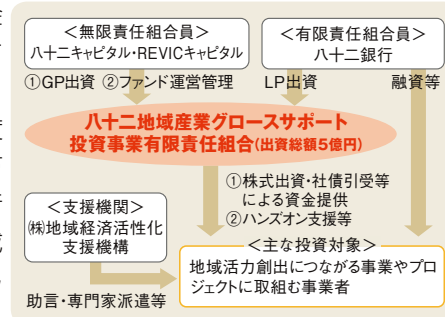 <無限責任組合員>
八十二キャピタル・REVICキャピタル
<有限責任組合員>
八十二銀行
①GP出資 ②ファンド運営管理
LP出資
融資等
八十二地域産業グロースサポート
投資事業有限責任組合(出資総額5億円)
①株式出資・社債引受等
による資金提供
②ハンズオン支援等
<支援機関>
㈱地域経済活性化
支援機構
<主な投資対象>
地域活力創出につながる事業やプロ
ジェクトに取組む事業者
助言・専門家派遣等